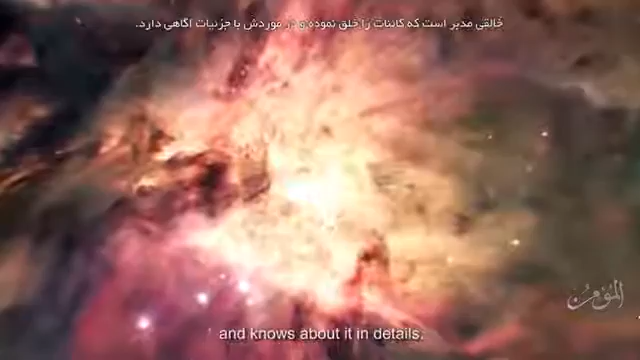 خالقی مدبر است که کائنات را خلق نموده و در موردش با جزئیات آگاهی دارد.
المؤمن
and knows about it in details.